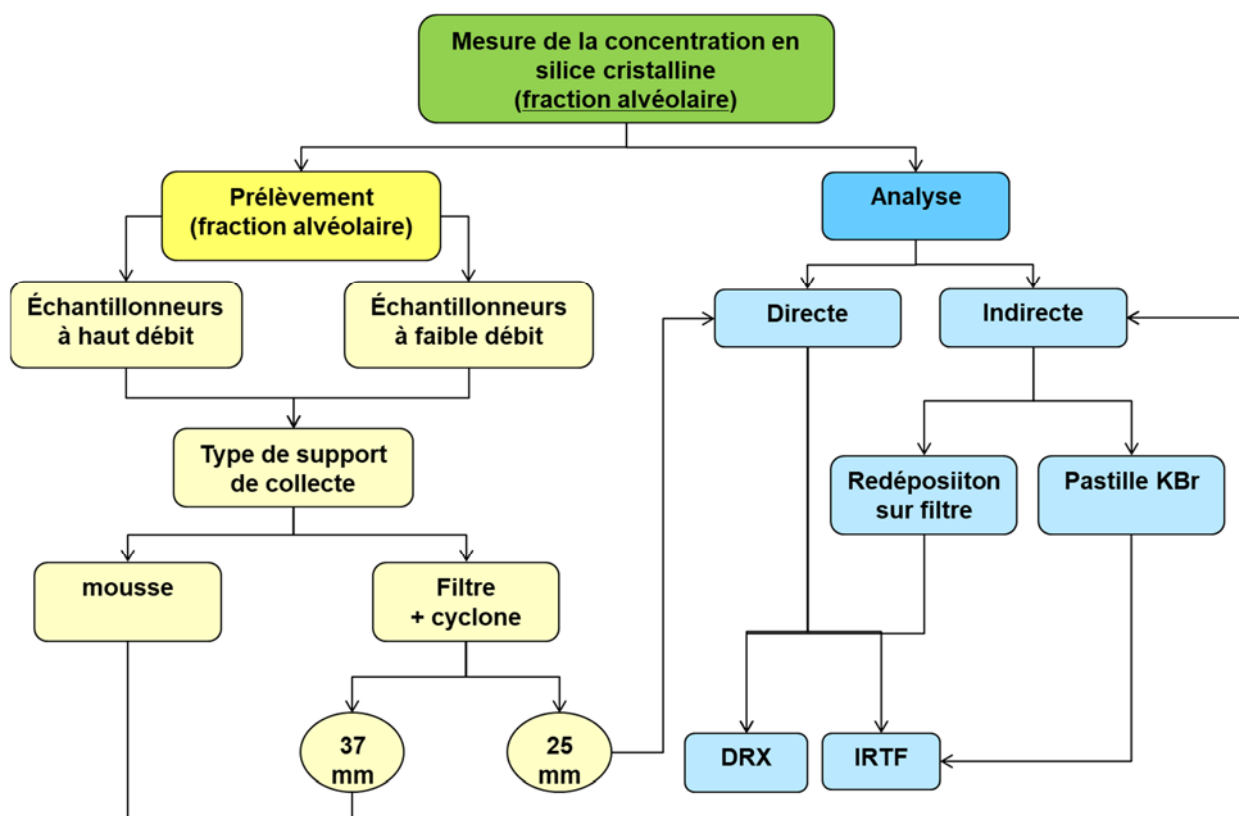 Mesure de la concentration en
silice cristalline
(fraction alvéolaire)
Prélèvement
(fraction alvéolaire)
Analyse
Échantillonneurs
à haut débit
Échantillonneurs
à faible débit
Directe
Indirecte
Type de support
de collecte
Redéposiiton
sur filtre
Pastille KBr
mousse
Filtre
+ cyclone
37
mm
25
mm
DRX
IRTF